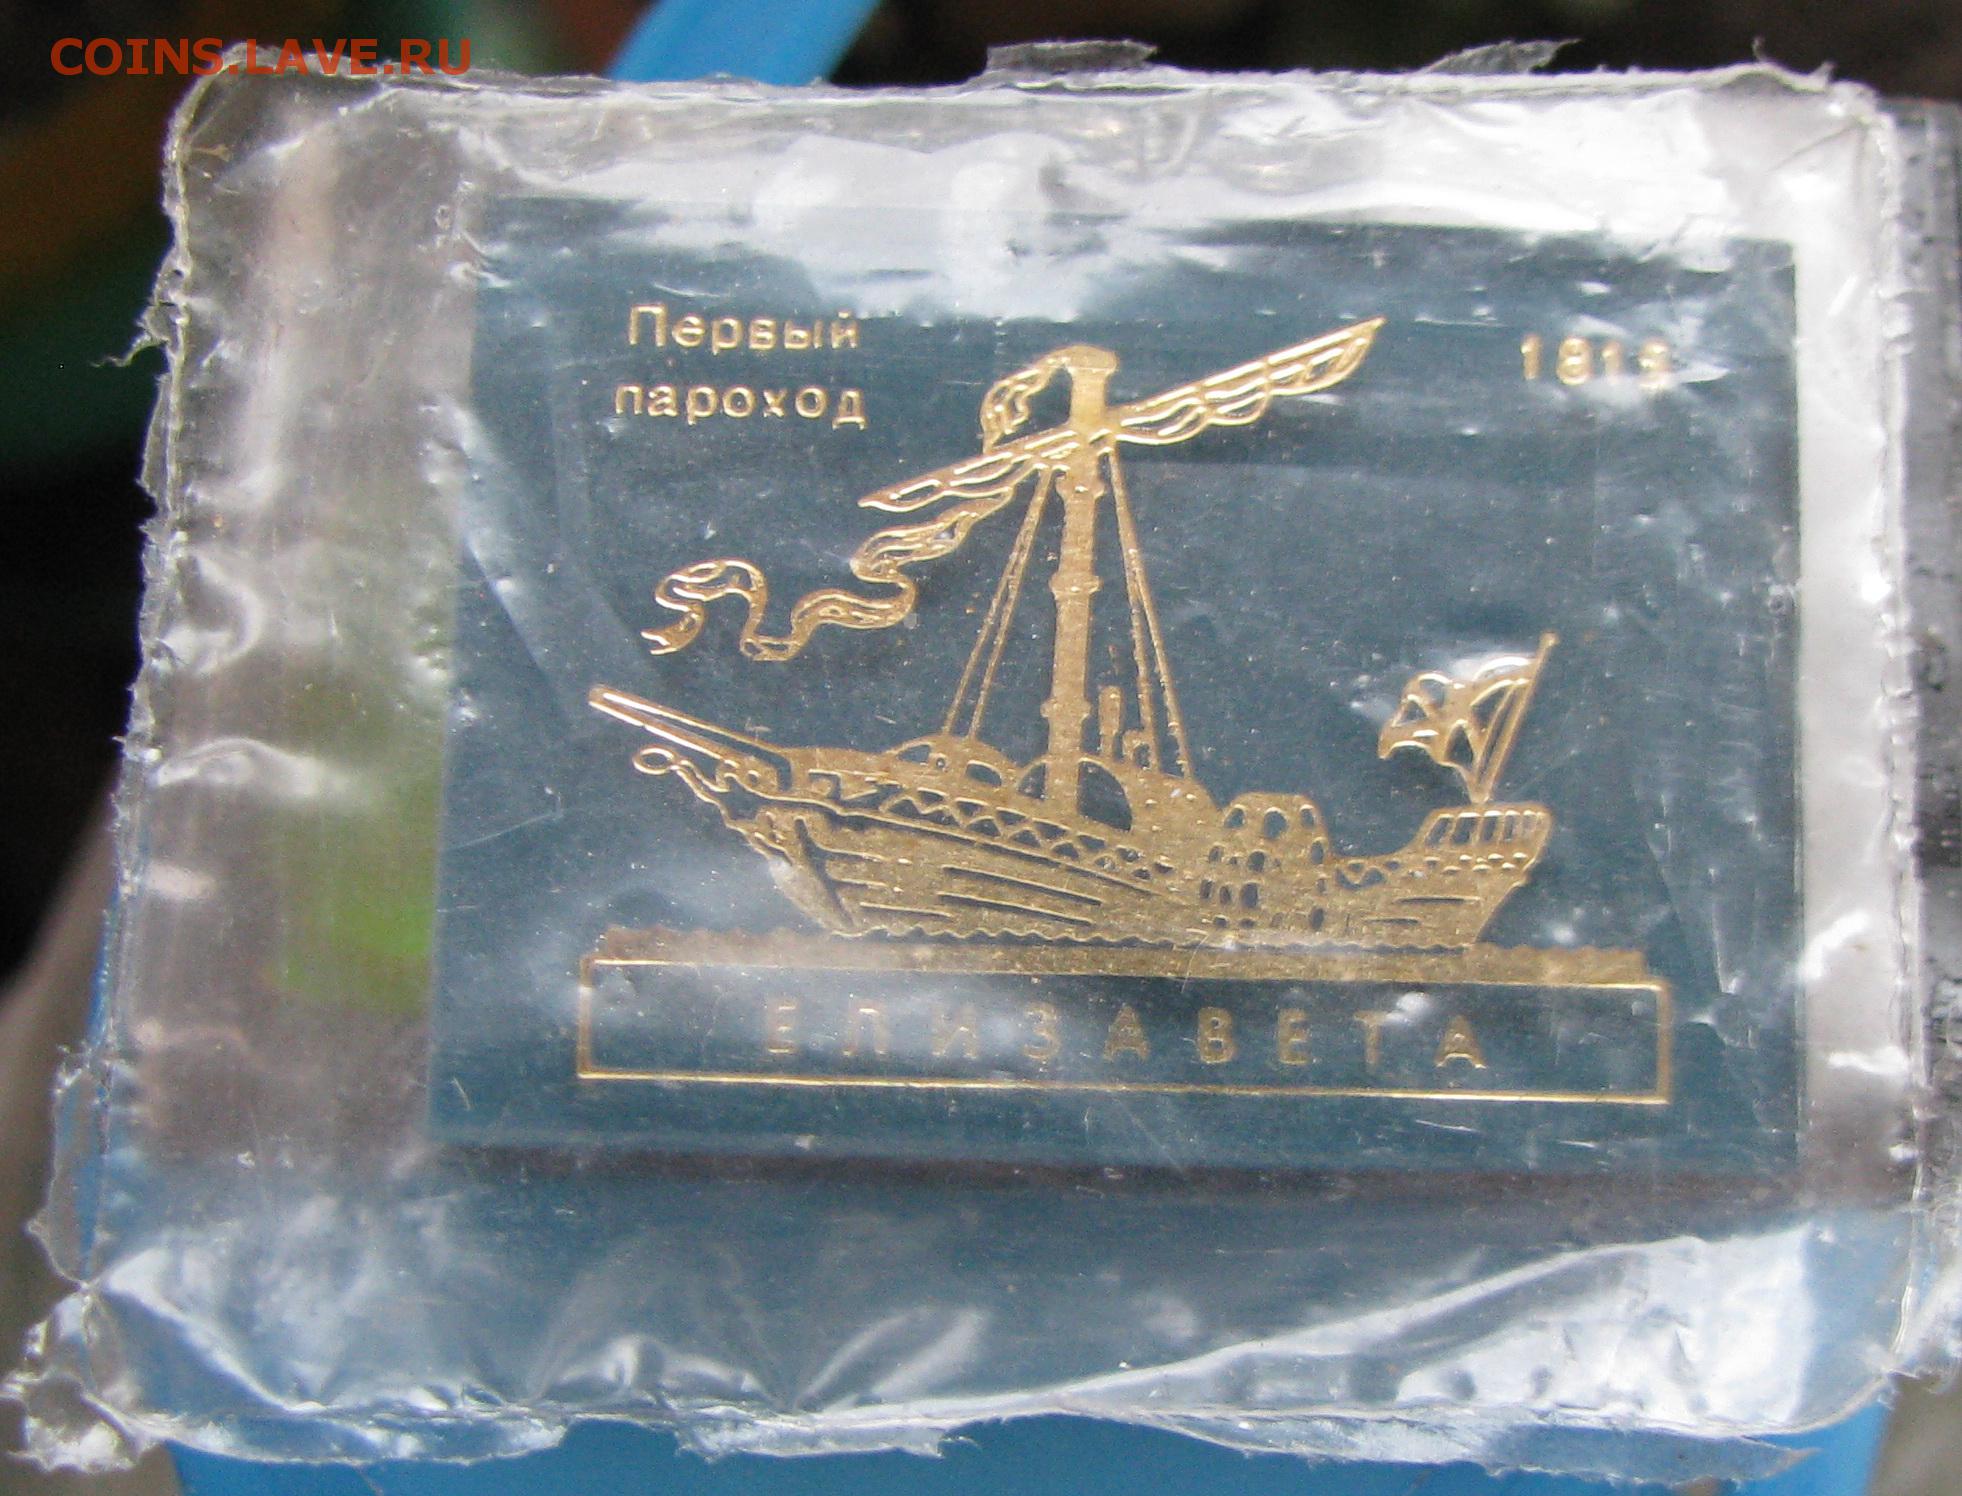 COINS.LAVE.RU
Первый
пароход
1815
ЕЛИЗАВЕТА